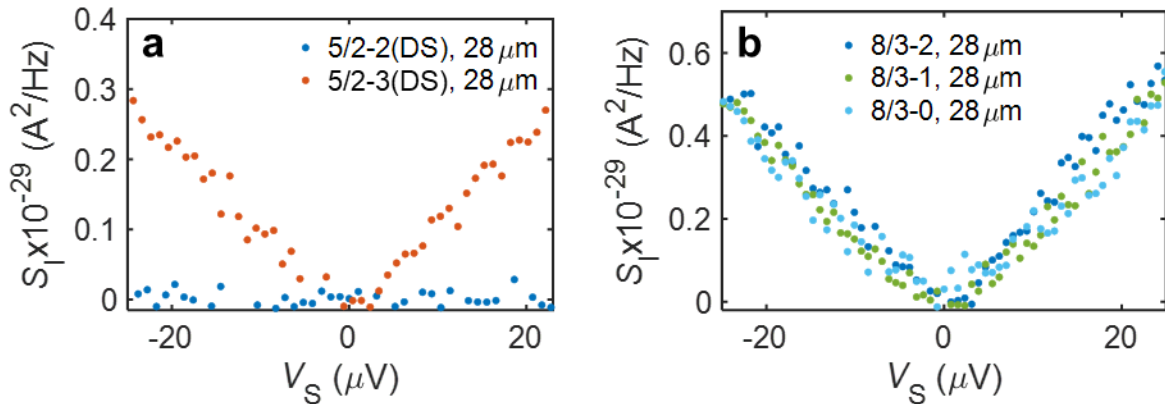 a
5/2-2(DS), 28 μm
5/2-3(DS), 28 μm
S_I x10^-29 (A^2/Hz)
0.4
0.3
0.2
0.1
0
-20
0
20
V_S (μV)
b
8/3-2, 28 μm
8/3-1, 28 μm
8/3-0, 28 μm
S_I x10^-29 (A^2/Hz)
0.6
0.4
0.2
0
-20
0
20
V_S (μV)